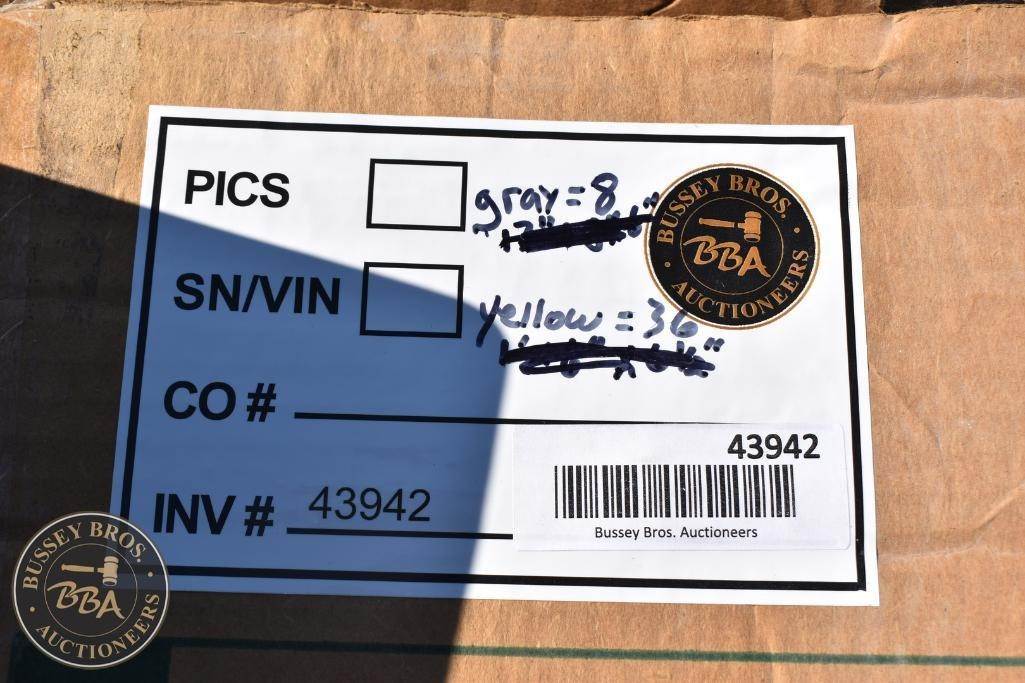 PICS
gray = 8
BUSSEY BROS.
BBA
AUCTIONEERS
SN/VIN
yellow = 36
CO #
43942
INV # 43942
Bussey Bros. Auctioneers
BUSSEY BROS.
BBA
AUCTIONEERS